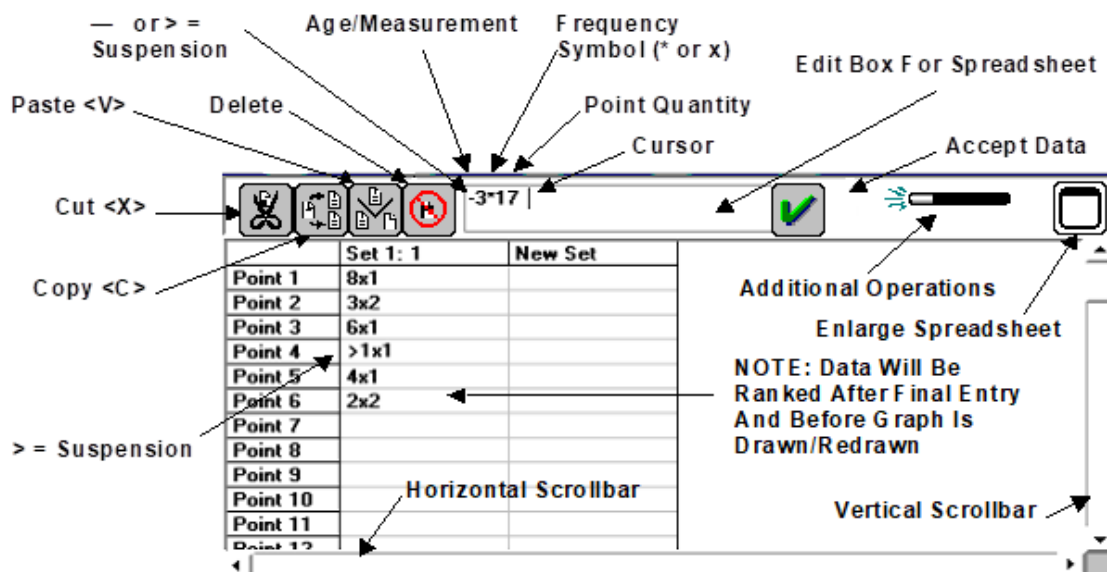 — or > =
Suspension
Age/Measurement
Frequency
Symbol (* or x)
Edit Box For Spreadsheet
Paste <V>
Delete
Point Quantity
Cursor
Accept Data
Cut <X>
-3*17
Set 1: 1
New Set
Copy <C>
Point 1 8x1
Point 2 3x2
Point 3 6x1
Point 4 >1x1
Point 5 4x1
Point 6 2x2
Point 7
Point 8
Point 9
Point 10
Point 11
Point 12
Additional Operations
Enlarge Spreadsheet
NOTE: Data Will Be
Ranked After Final Entry
And Before Graph Is
Drawn/Redrawn
> = Suspension
Horizontal Scrollbar
Vertical Scrollbar